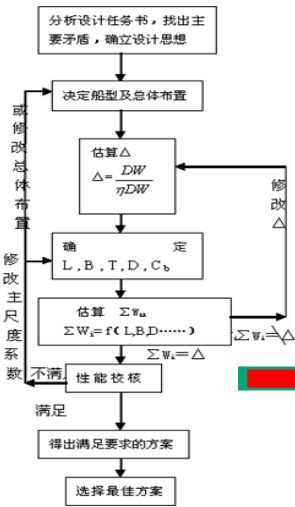 分析设计任务书，找出主
要矛盾，确立设计思想
决定船型及总体布置
估算△
△=DW/ηDW
确 定
L,B,T,D,Cb
估算 ΣWi
ΣWi=f(L,B,D……)
ΣWi=△
ΣWi≠△
修改△
或修改总体布置
修改主尺度系数
不满
性能校核
满足
得出满足要求的方案
选择最佳方案